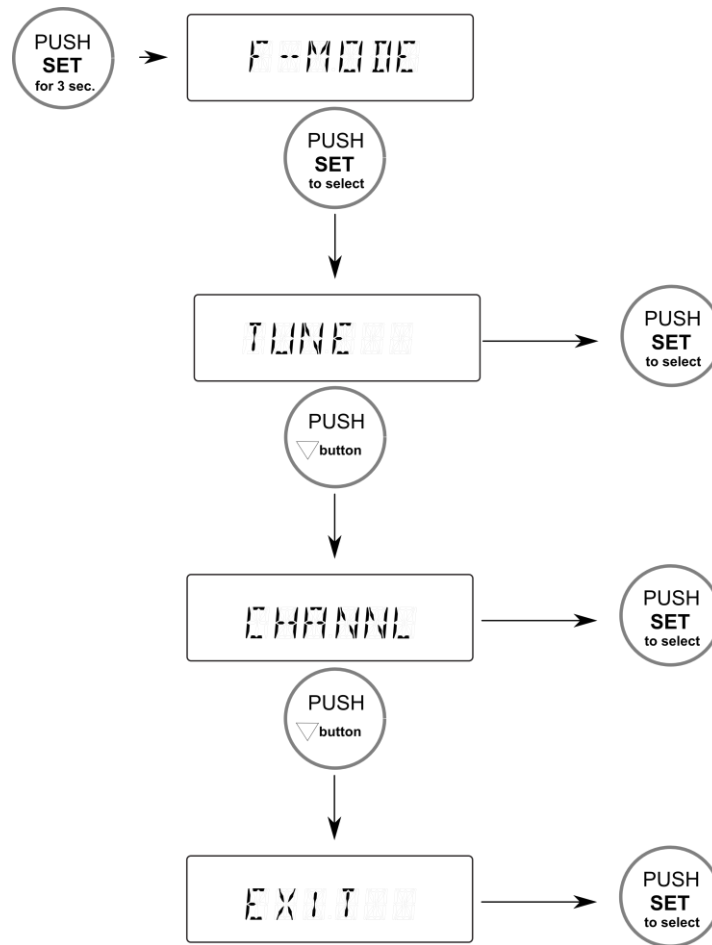 PUSH
SET
for 3 sec.
F--MODE
PUSH
SET
to select
TUNE
PUSH
SET
to select
PUSH
▽button
CHANNL
PUSH
SET
to select
PUSH
▽button
EXIT
PUSH
SET
to select